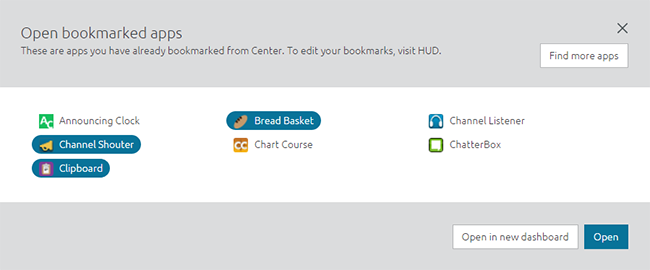 Open bookmarked apps
These are apps you have already bookmarked from Center. To edit your bookmarks, visit HUD.
Find more apps
AC Announcing Clock
Bread Basket
Channel Listener
Channel Shouter
CC Chart Course
ChatterBox
Clipboard
Open in new dashboard
Open